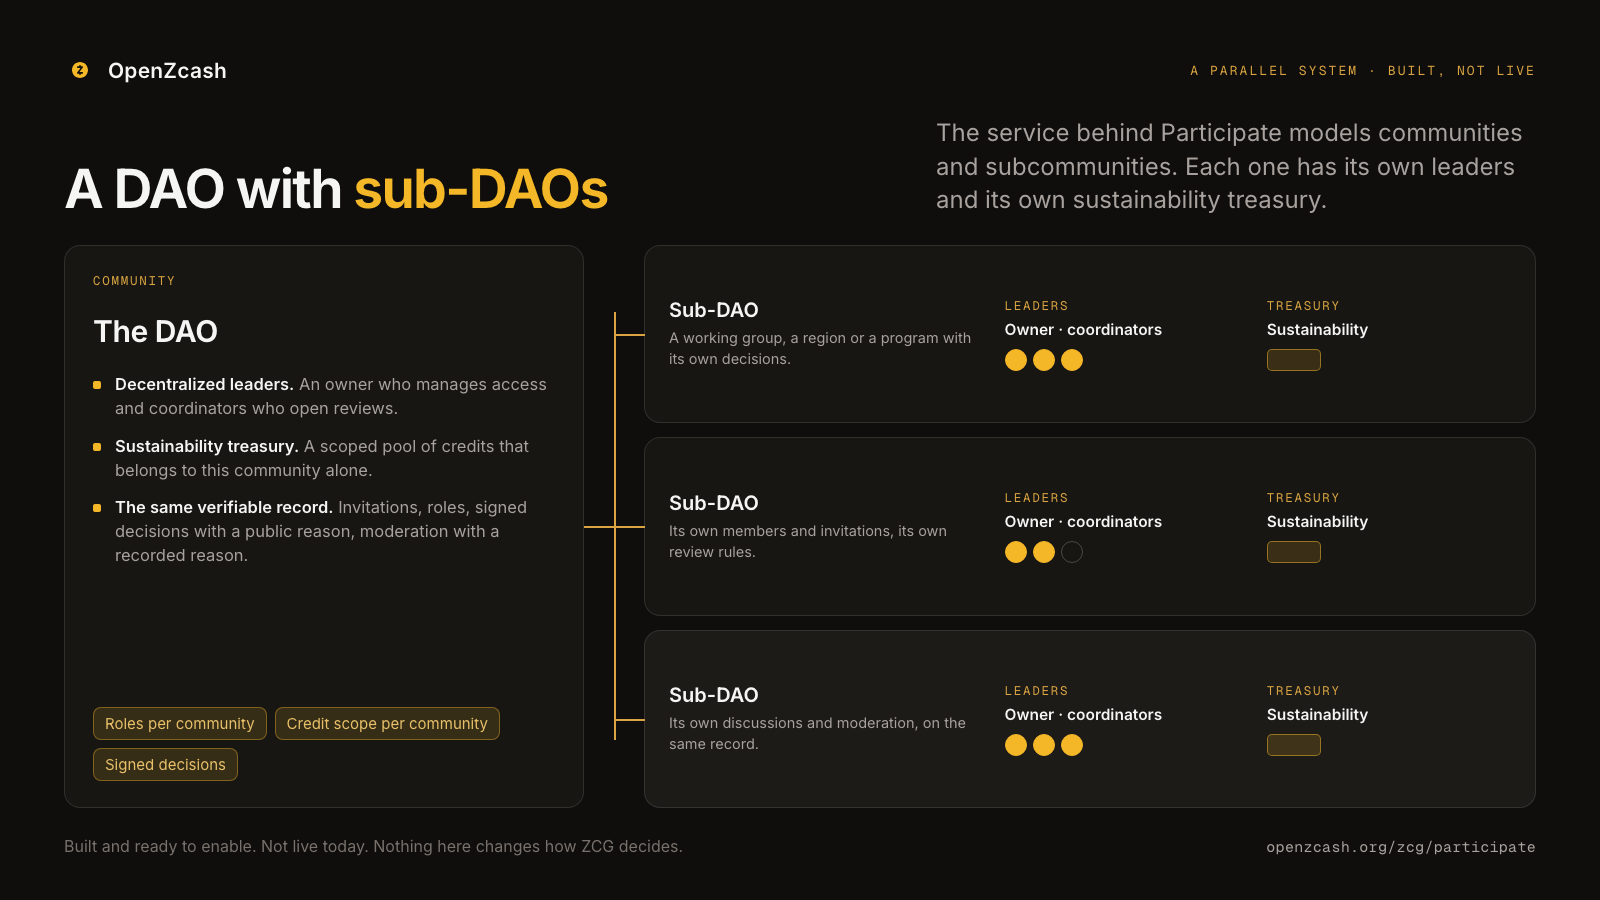 OpenZcash
A PARALLEL SYSTEM · BUILT, NOT LIVE
A DAO with sub-DAOs
The service behind Participate models communities
and subcommunities. Each one has its own leaders
and its own sustainability treasury.
COMMUNITY
The DAO
Decentralized leaders. An owner who manages access
and coordinators who open reviews.
Sustainability treasury. A scoped pool of credits that
belongs to this community alone.
The same verifiable record. Invitations, roles, signed
decisions with a public reason, moderation with a
recorded reason.
Roles per community
Credit scope per community
Signed decisions
Sub-DAO
A working group, a region or a program with
its own decisions.
LEADERS
Owner · coordinators
TREASURY
Sustainability
Sub-DAO
Its own members and invitations, its own
review rules.
LEADERS
Owner · coordinators
TREASURY
Sustainability
Sub-DAO
Its own discussions and moderation, on the
same record.
LEADERS
Owner · coordinators
TREASURY
Sustainability
Built and ready to enable. Not live today. Nothing here changes how ZCG decides.
openzcash.org/zcg/participate